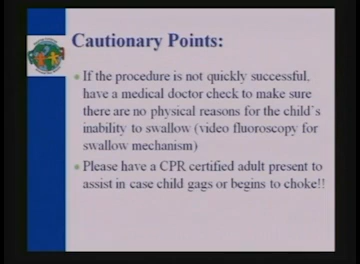 Cautionary Points:
If the procedure is not quickly successful,
have a medical doctor check to make sure
there are no physical reasons for the child's
inability to swallow (video fluoroscopy for
swallow mechanism)
Please have a CPR certified adult present to
assist in case child gags or begins to choke!!